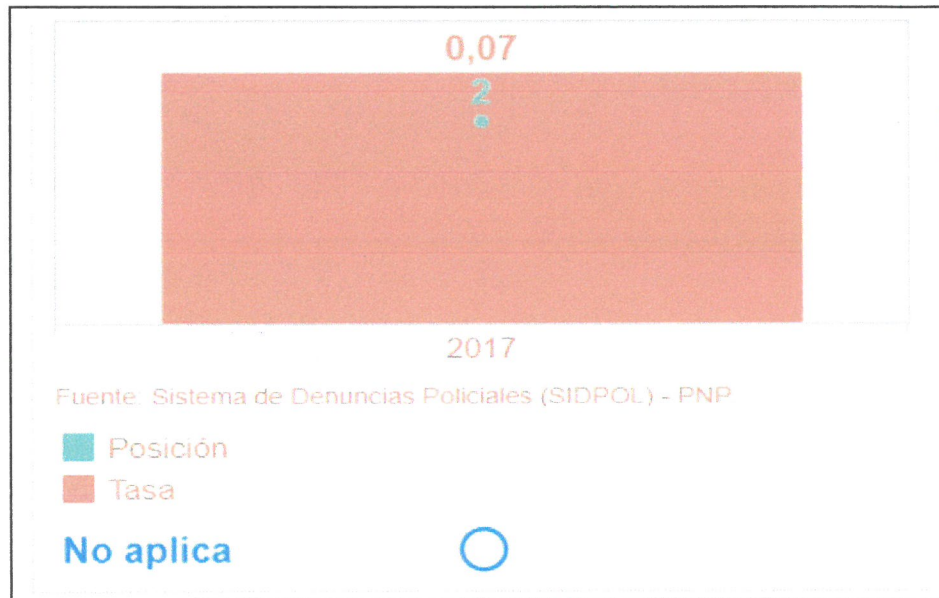 0,07
2
2017
Fuente: Sistema de Denuncias Policiales (SIDPOL) - PNP
Posición
Tasa
No aplica